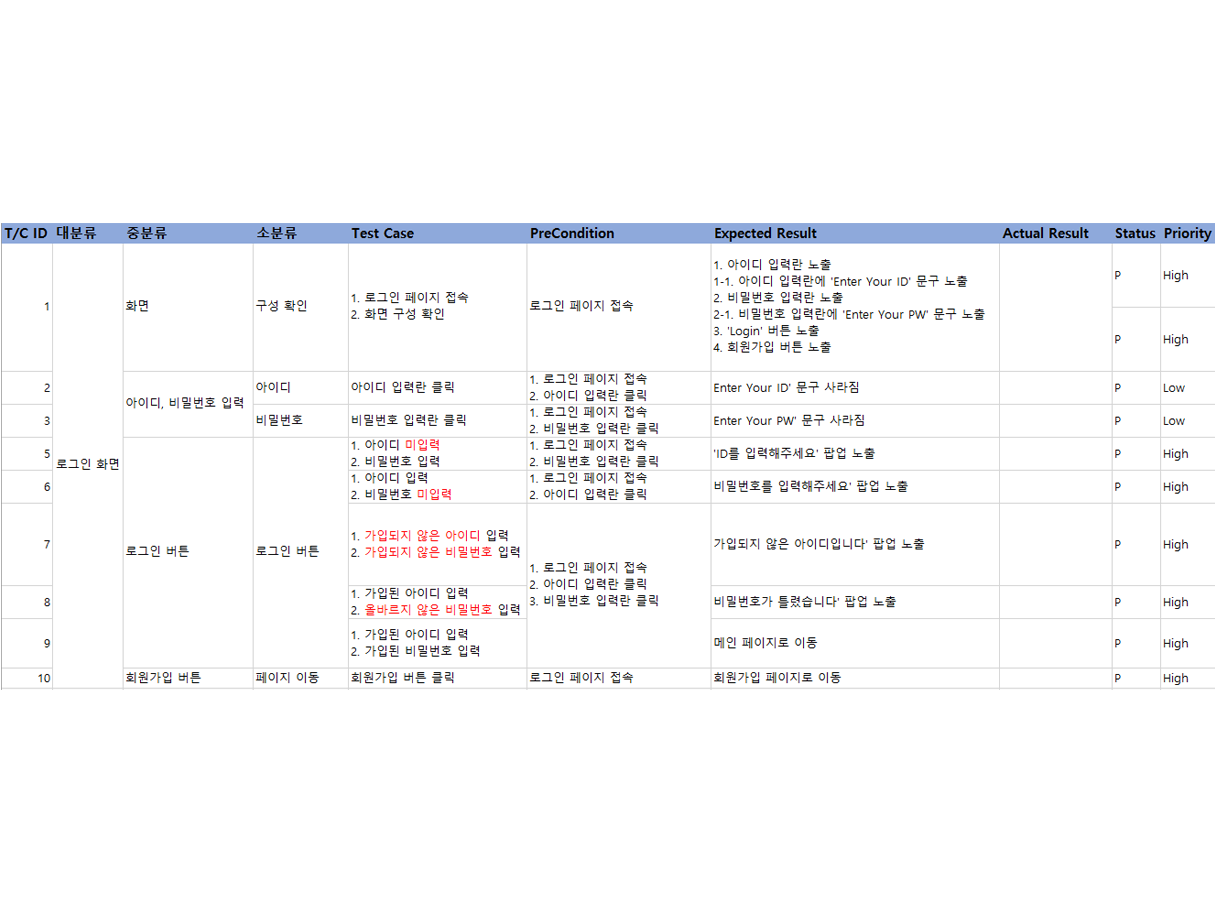 T/C ID 대분류 중분류 소분류 Test Case PreCondition Expected Result Actual Result Status Priority
1
로그인 화면
화면
구성 확인
1. 로그인 페이지 접속
2. 화면 구성 확인
로그인 페이지 접속
1. 아이디 입력란 노출
1-1. 아이디 입력란에 'Enter Your ID' 문구 노출
2. 비밀번호 입력란 노출
2-1. 비밀번호 입력란에 'Enter Your PW' 문구 노출
3. 'Login' 버튼 노출
4. 회원가입 버튼 노출
P High
P High
2
아이디, 비밀번호 입력
아이디
아이디 입력란 클릭
1. 로그인 페이지 접속
2. 아이디 입력란 클릭
Enter Your ID' 문구 사라짐
P Low
3
비밀번호
비밀번호 입력란 클릭
1. 로그인 페이지 접속
2. 비밀번호 입력란 클릭
Enter Your PW' 문구 사라짐
P Low
5
로그인 버튼
로그인 버튼
1. 아이디 미입력
2. 비밀번호 입력
1. 로그인 페이지 접속
2. 비밀번호 입력란 클릭
'ID를 입력해주세요' 팝업 노출
P High
6
1. 아이디 입력
2. 비밀번호 미입력
1. 로그인 페이지 접속
2. 아이디 입력란 클릭
비밀번호를 입력해주세요' 팝업 노출
P High
7
1. 가입되지 않은 아이디 입력
2. 가입되지 않은 비밀번호 입력
1. 로그인 페이지 접속
2. 아이디 입력란 클릭
3. 비밀번호 입력란 클릭
가입되지 않은 아이디입니다' 팝업 노출
P High
8
1. 가입된 아이디 입력
2. 올바르지 않은 비밀번호 입력
비밀번호가 틀렸습니다' 팝업 노출
P High
9
1. 가입된 아이디 입력
2. 가입된 비밀번호 입력
메인 페이지로 이동
P High
10
회원가입 버튼
페이지 이동
회원가입 버튼 클릭
로그인 페이지 접속
회원가입 페이지로 이동
P High